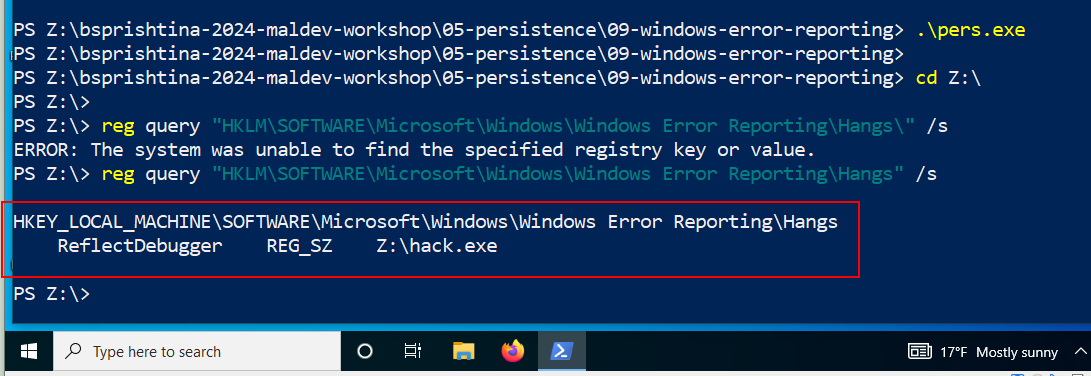 PS Z:\bsprishtina-2024-maldev-workshop\05-persistence\09-windows-error-reporting> .\pers.exe
PS Z:\bsprishtina-2024-maldev-workshop\05-persistence\09-windows-error-reporting>
PS Z:\bsprishtina-2024-maldev-workshop\05-persistence\09-windows-error-reporting> cd Z:\
PS Z:\>
PS Z:\> reg query "HKLM\SOFTWARE\Microsoft\Windows\Windows Error Reporting\Hangs\" /s
ERROR: The system was unable to find the specified registry key or value.
PS Z:\> reg query "HKLM\SOFTWARE\Microsoft\Windows\Windows Error Reporting\Hangs" /s
HKEY_LOCAL_MACHINE\SOFTWARE\Microsoft\Windows\Windows Error Reporting\Hangs
ReflectDebugger    REG_SZ    Z:\hack.exe
PS Z:\>
Type here to search
17°F Mostly sunny